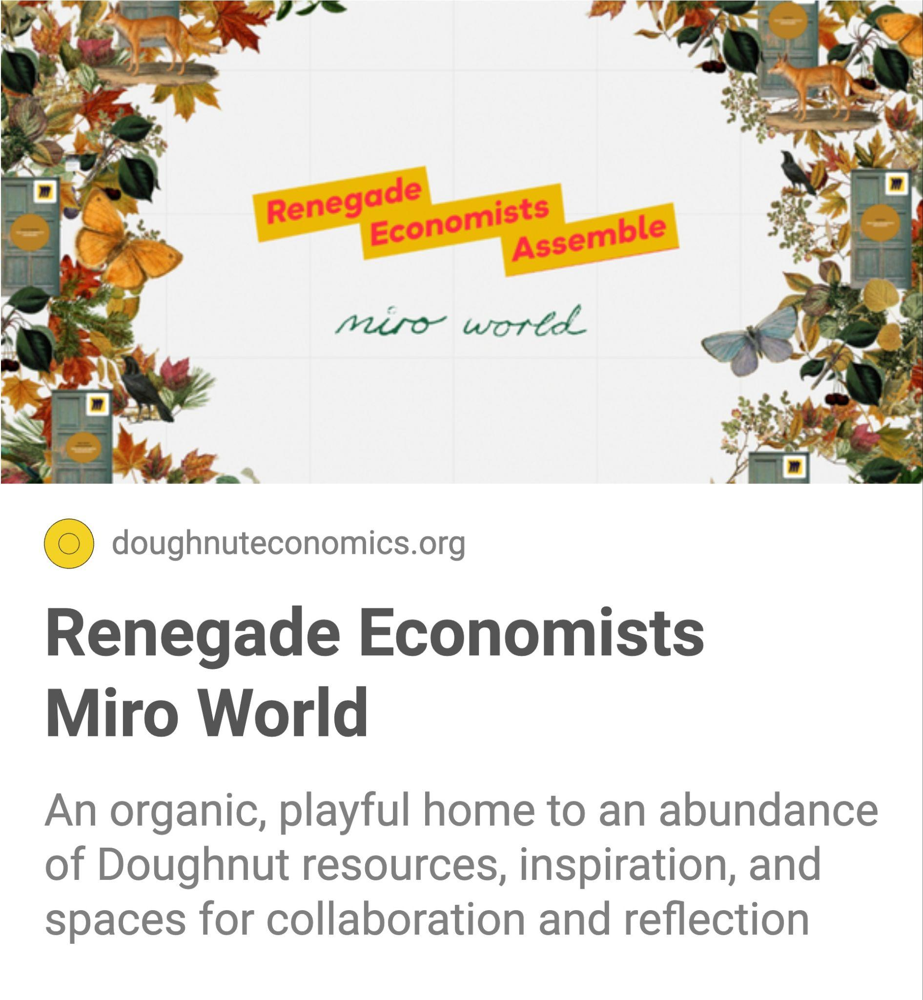 Renegade
Economists
Assemble
miro world
doughnuteconomics.org
Renegade Economists
Miro World
An organic, playful home to an abundance
of Doughnut resources, inspiration, and
spaces for collaboration and reflection